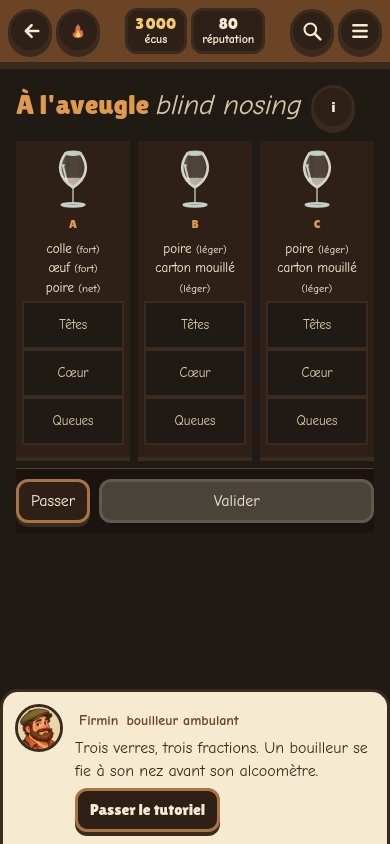 3 000
écus
80
réputation
À l'aveugle blind nosing
i
A
colle (fort)
œuf (fort)
poire (net)
Têtes
Cœur
Queues
B
poire (léger)
carton mouillé
(léger)
Têtes
Cœur
Queues
C
poire (léger)
carton mouillé
(léger)
Têtes
Cœur
Queues
Passer
Valider
Firmin bouilleur ambulant
Trois verres, trois fractions. Un bouilleur se
fie à son nez avant son alcoomètre.
Passer le tutoriel